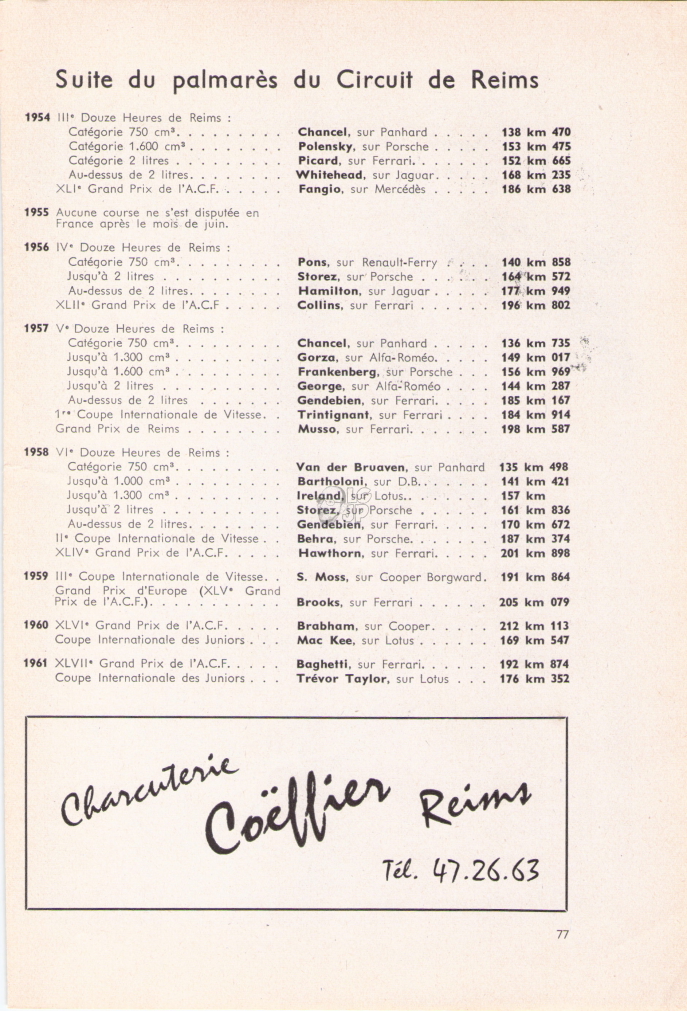 Suite du palmarès du Circuit de Reims
1954 IIIe Douze Heures de Reims :
Catégorie 750 cm³. . . . . . . . . Chancel, sur Panhard . . . . . 138 km 470
Catégorie 1.600 cm³ . . . . . . . . Polensky, sur Porsche . . . . . 153 km 475
Catégorie 2 litres . . . . . . . . . Picard, sur Ferrari. . . . . . . 152 km 665
Au-dessus de 2 litres. . . . . . . . Whitehead, sur Jaguar. . . . . 168 km 235
XLIe Grand Prix de l'A.C.F. . . . . . Fangio, sur Mercédès . . . . . 186 km 638
1955 Aucune course ne s'est disputée en
France après le mois de juin.
1956 IVe Douze Heures de Reims :
Catégorie 750 cm³. . . . . . . . . Pons, sur Renault-Ferry . . . . 140 km 858
Jusqu'à 2 litres . . . . . . . . . . Storez, sur Porsche . . . . . . 164 km 572
Au-dessus de 2 litres. . . . . . . . Hamilton, sur Jaguar . . . . . 177 km 949
XLIIe Grand Prix de l'A.C.F . . . . . Collins, sur Ferrari . . . . . . 196 km 802
1957 Ve Douze Heures de Reims :
Catégorie 750 cm³. . . . . . . . . Chancel, sur Panhard . . . . . 136 km 735
Jusqu'à 1.300 cm³ . . . . . . . . . Gorza, sur Alfa-Roméo. . . . . 149 km 017
Jusqu'à 1.600 cm³ . . . . . . . . . Frankenberg, sur Porsche . . . 156 km 969
Jusqu'à 2 litres . . . . . . . . . . George, sur Alfa-Roméo . . . . 144 km 287
Au-dessus de 2 litres . . . . . . . Gendebien, sur Ferrari. . . . . 185 km 167
1re Coupe Internationale de Vitesse. . Trintignant, sur Ferrari . . . . 184 km 914
Grand Prix de Reims . . . . . . . . Musso, sur Ferrari. . . . . . . 198 km 587
1958 VIe Douze Heures de Reims :
Catégorie 750 cm³. . . . . . . . . Van der Bruaven, sur Panhard 135 km 498
Jusqu'à 1.000 cm³ . . . . . . . . . Bartholoni, sur D.B. . . . . . . 141 km 421
Jusqu'à 1.300 cm³ . . . . . . . . . Ireland, sur Lotus. . . . . . . . 157 km
Jusqu'à 2 litres . . . . . . . . . . Storez, sur Porsche . . . . . . 161 km 836
Au-dessus de 2 litres. . . . . . . . Gendebien, sur Ferrari. . . . . 170 km 672
IIe Coupe Internationale de Vitesse . . Behra, sur Porsche. . . . . . . 187 km 374
XLIVe Grand Prix de l'A.C.F. . . . . Hawthorn, sur Ferrari. . . . . 201 km 898
1959 IIIe Coupe Internationale de Vitesse. . S. Moss, sur Cooper Borgward. 191 km 864
Grand Prix d'Europe (XLVe Grand
Prix de l'A.C.F.). . . . . . . . . . . Brooks, sur Ferrari . . . . . . 205 km 079
1960 XLVIe Grand Prix de l'A.C.F. . . . . Brabham, sur Cooper. . . . . 212 km 113
Coupe Internationale des Juniors . . . Mac Kee, sur Lotus . . . . . . 169 km 547
1961 XLVIIe Grand Prix de l'A.C.F. . . . . Baghetti, sur Ferrari. . . . . . 192 km 874
Coupe Internationale des Juniors . . . Trévor Taylor, sur Lotus . . . 176 km 352
Charcuterie
Coëffier Reims
Tél. 47.26.63
77